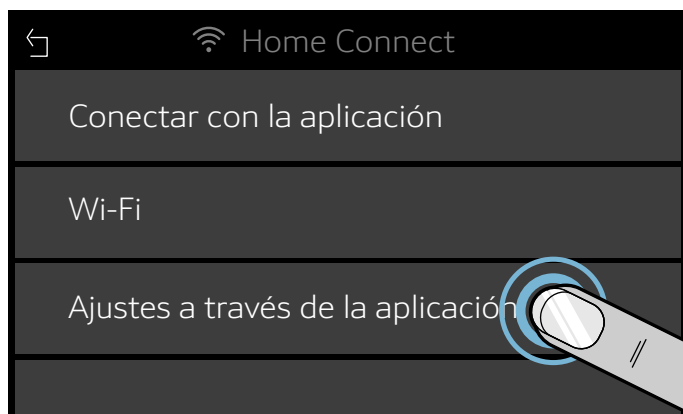 Home Connect
Conectar con la aplicación
Wi-Fi
Ajustes a través de la aplicación